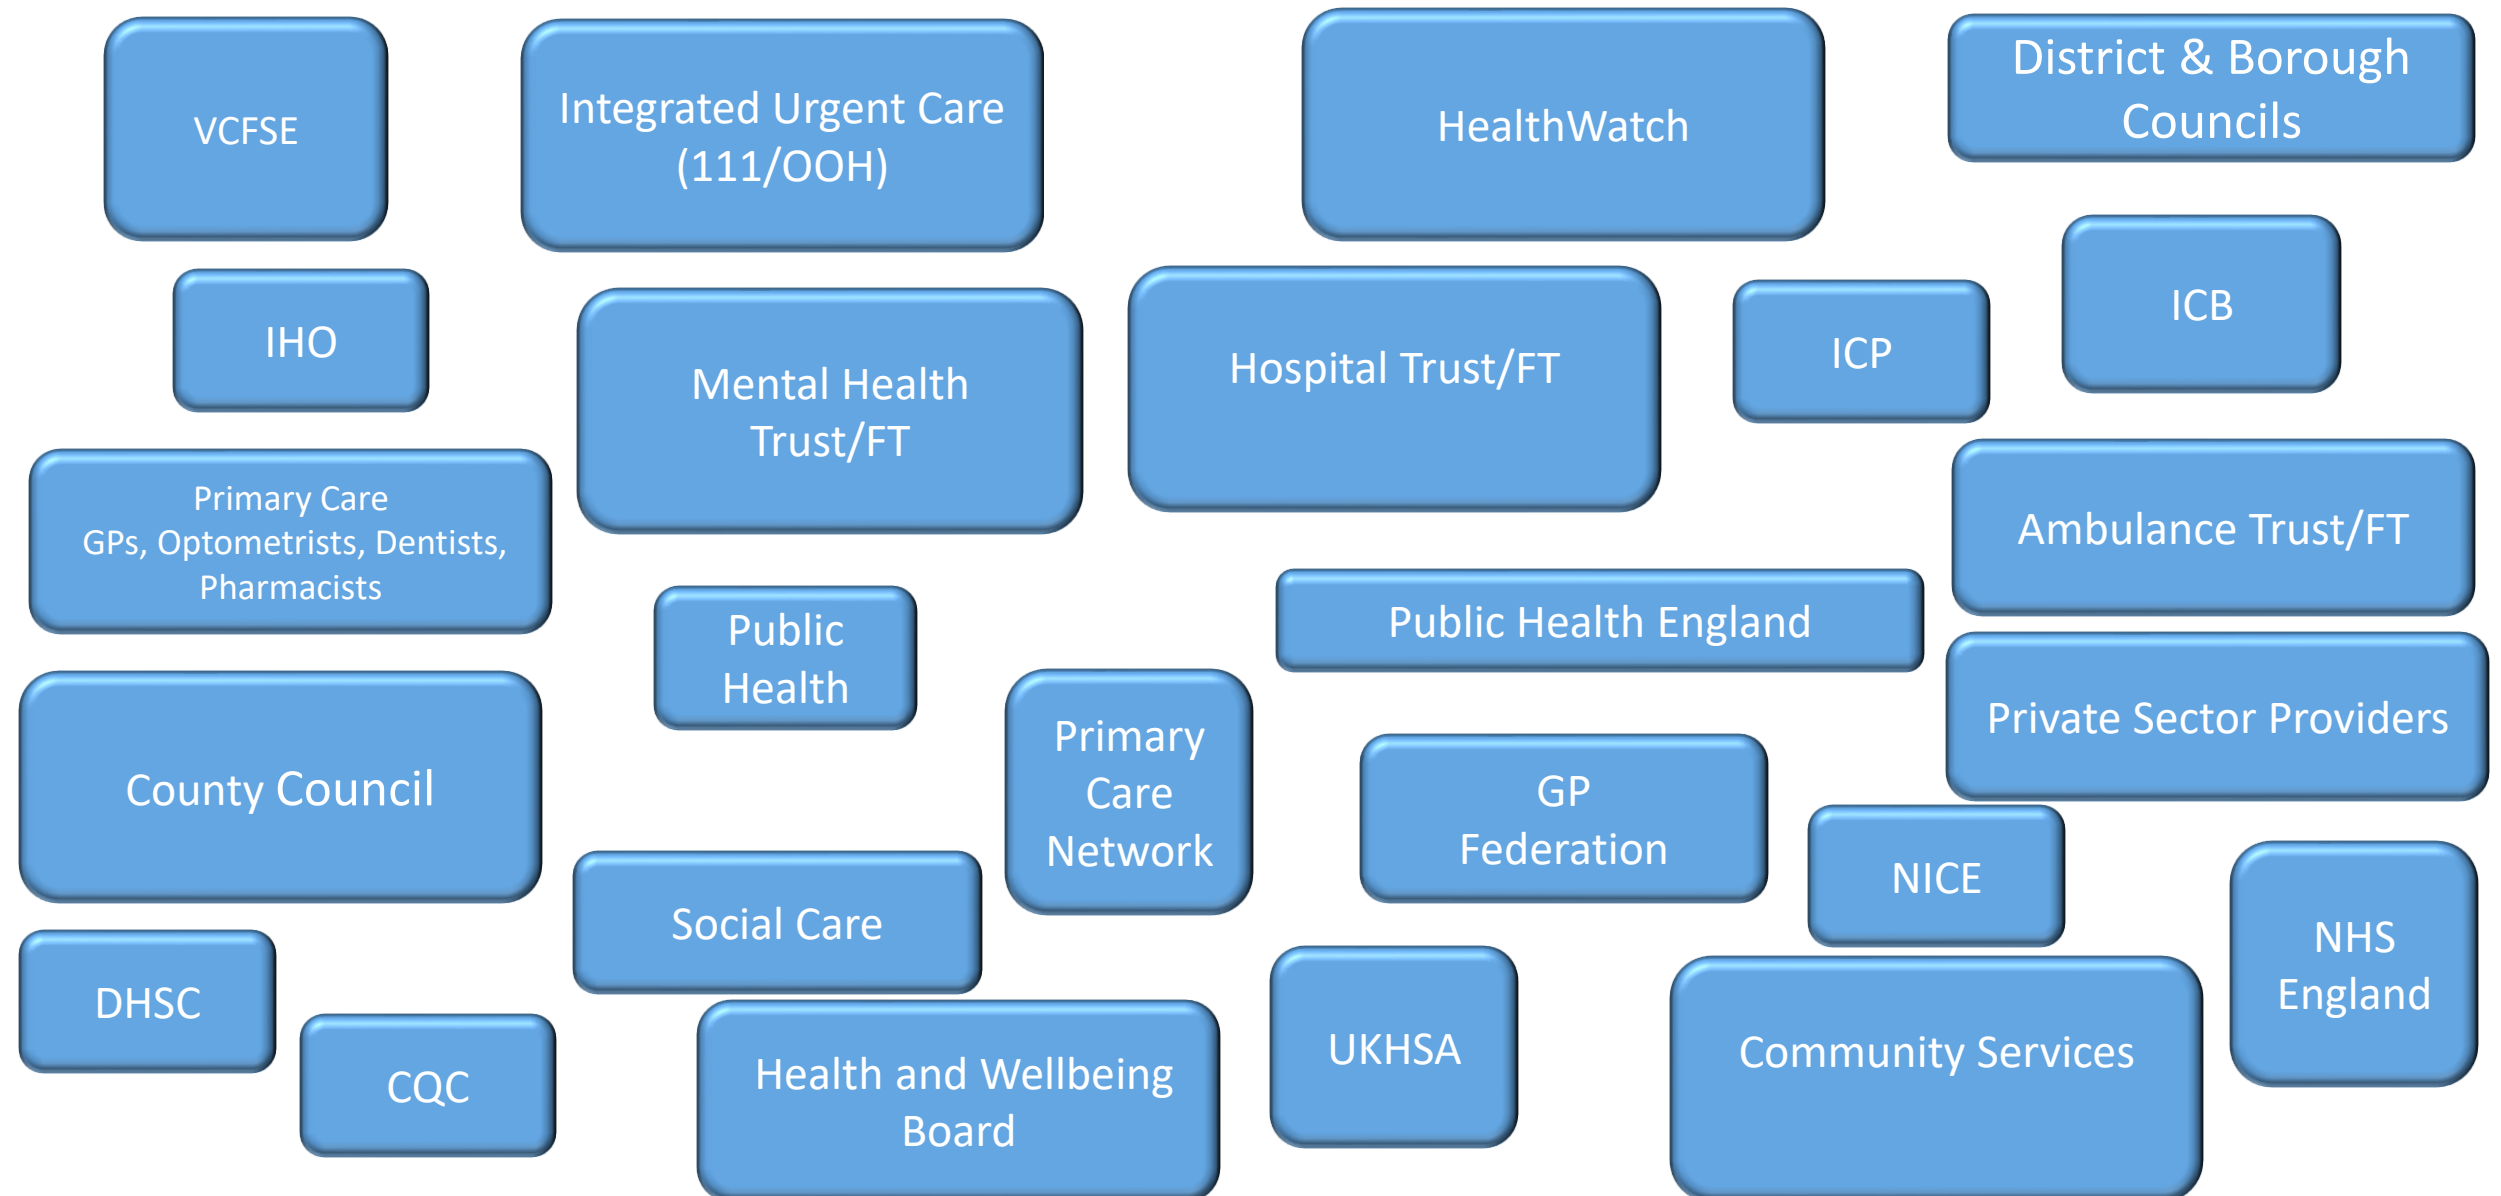 VCFSE
Integrated Urgent Care
(111/OOH)
HealthWatch
District & Borough
Councils
IHO
Mental Health
Trust/FT
Hospital Trust/FT
ICP
ICB
Primary Care
GPs, Optometrists, Dentists,
Pharmacists
Ambulance Trust/FT
Public
Health
Public Health England
County Council
Primary
Care
Network
Private Sector Providers
GP
Federation
Social Care
NICE
NHS
England
DHSC
CQC
Health and Wellbeing
Board
UKHSA
Community Services